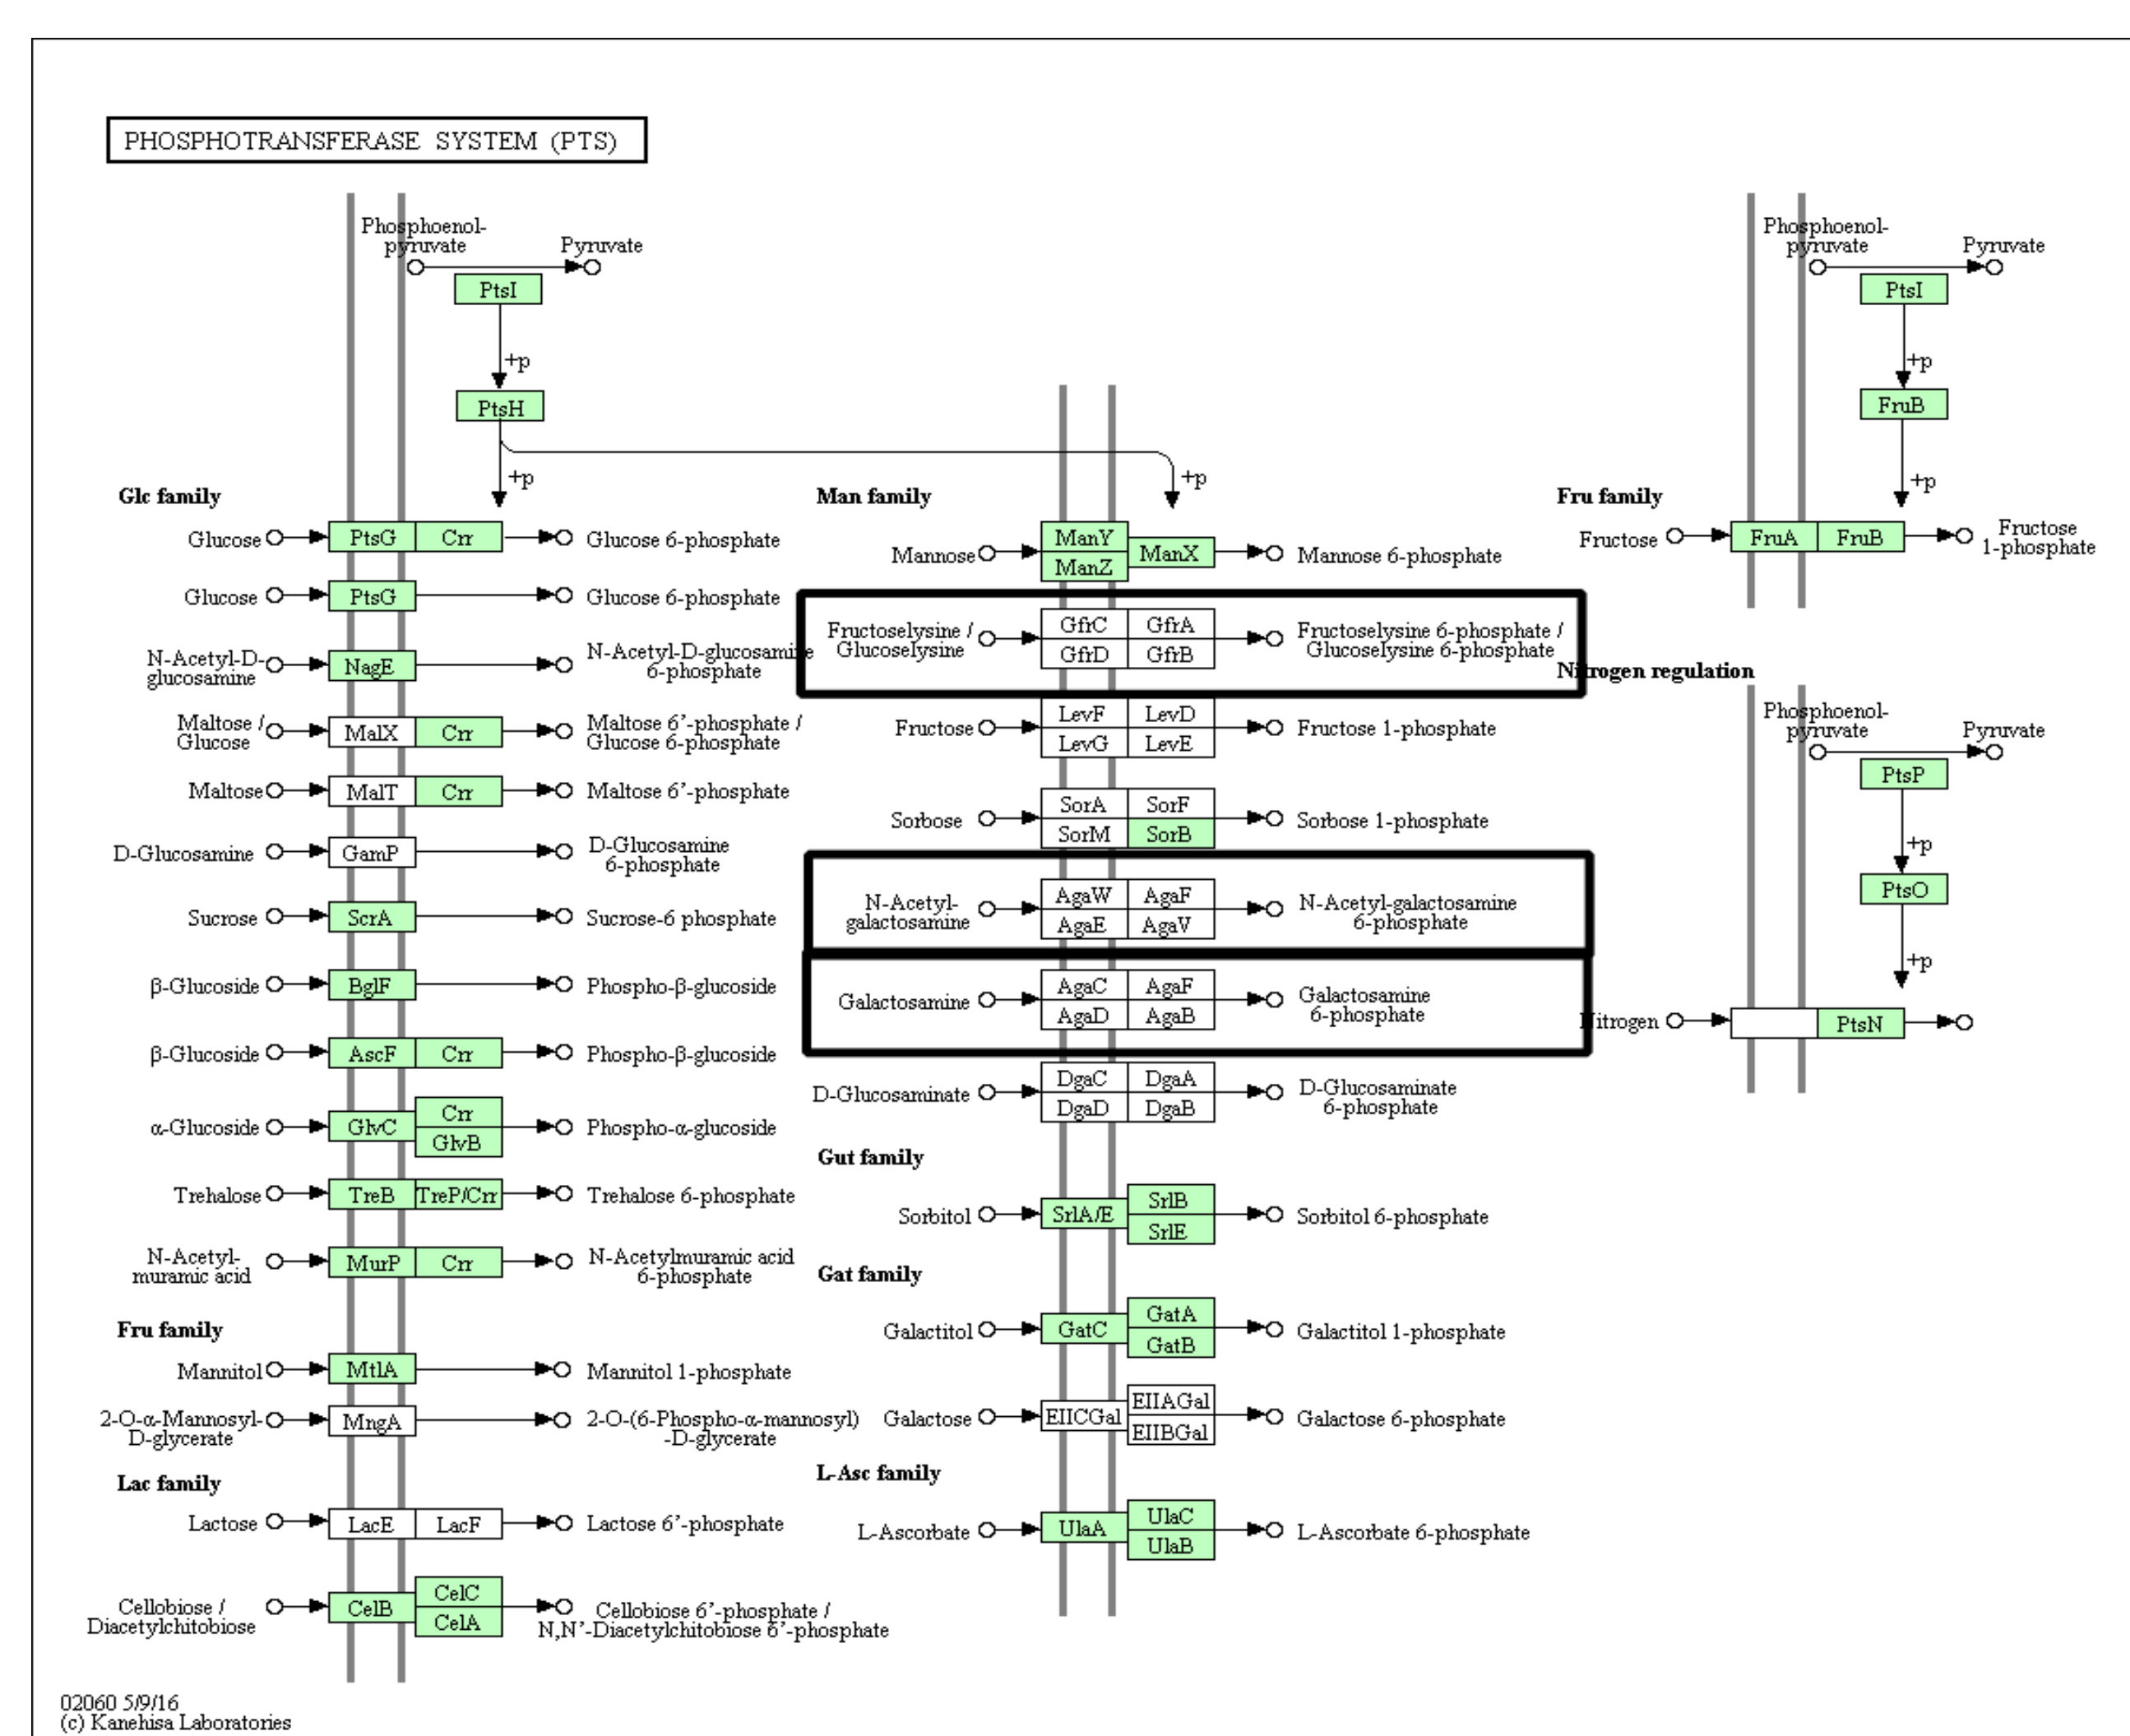 PHOSPHOTRANSFERASE SYSTEM (PTS)
Phosphoenol-
pyruvate
Pyruvate
PtsI
+p
PtsH
+p
+p
Glc family
Glucose
PtsG
Crr
Glucose 6-phosphate
Glucose
PtsG
Glucose 6-phosphate
N-Acetyl-D-
glucosamine
NagE
N-Acetyl-D-glucosamine
6-phosphate
Maltose /
Glucose
MalX
Crr
Maltose 6'-phosphate /
Glucose 6-phosphate
Maltose
MalT
Crr
Maltose 6'-phosphate
D-Glucosamine
GamP
D-Glucosamine
6-phosphate
Sucrose
ScrA
Sucrose-6 phosphate
β-Glucoside
BglF
Phospho-β-glucoside
β-Glucoside
AscF
Crr
Phospho-β-glucoside
α-Glucoside
GlvC
Crr
GlvB
Phospho-α-glucoside
Trehalose
TreB
TreP/Crr
Trehalose 6-phosphate
N-Acetyl-
muramic acid
MurP
Crr
N-Acetylmuramic acid
6-phosphate
Fru family
Mannitol
MtlA
Mannitol 1-phosphate
2-O-α-Mannosyl-
D-glycerate
MngA
2-O-(6-Phospho-α-mannosyl)
-D-glycerate
Lac family
Lactose
LacE
LacF
Lactose 6'-phosphate
Cellobiose /
Diacetylchitobiose
CelB
CelC
CelA
Cellobiose 6'-phosphate /
N,N'-Diacetylchitobiose 6'-phosphate
Man family
Mannose
ManY
ManZ
ManX
Mannose 6-phosphate
Fructoselysine /
Glucoselysine
GfrC
GfrA
GfrD
GfrB
Fructoselysine 6-phosphate /
Glucoselysine 6-phosphate
Fructose
LevF
LevD
LevG
LevE
Fructose 1-phosphate
Sorbose
SorA
SorF
SorM
SorB
Sorbose 1-phosphate
N-Acetyl-
galactosamine
AgaW
AgaF
AgaE
AgaV
N-Acetyl-galactosamine
6-phosphate
Galactosamine
AgaC
AgaF
AgaD
AgaB
Galactosamine
6-phosphate
D-Glucosaminate
DgaC
DgaA
DgaD
DgaB
D-Glucosaminate
6-phosphate
Gut family
Sorbitol
SrlA/E
SrlB
SrlE
Sorbitol 6-phosphate
Gat family
Galactitol
GatC
GatA
GatB
Galactitol 1-phosphate
Galactose
EIICGal
EIIAGal
EIIBGal
Galactose 6-phosphate
L-Asc family
L-Ascorbate
UlaA
UlaC
UlaB
L-Ascorbate 6-phosphate
Phosphoenol-
pyruvate
Pyruvate
PtsI
+p
FruB
+p
Fru family
Fructose
FruA
FruB
Fructose
1-phosphate
Nitrogen regulation
Phosphoenol-
pyruvate
Pyruvate
PtsP
+p
PtsO
+p
Nitrogen
PtsN
02060 5/9/16
(c) Kanehisa Laboratories